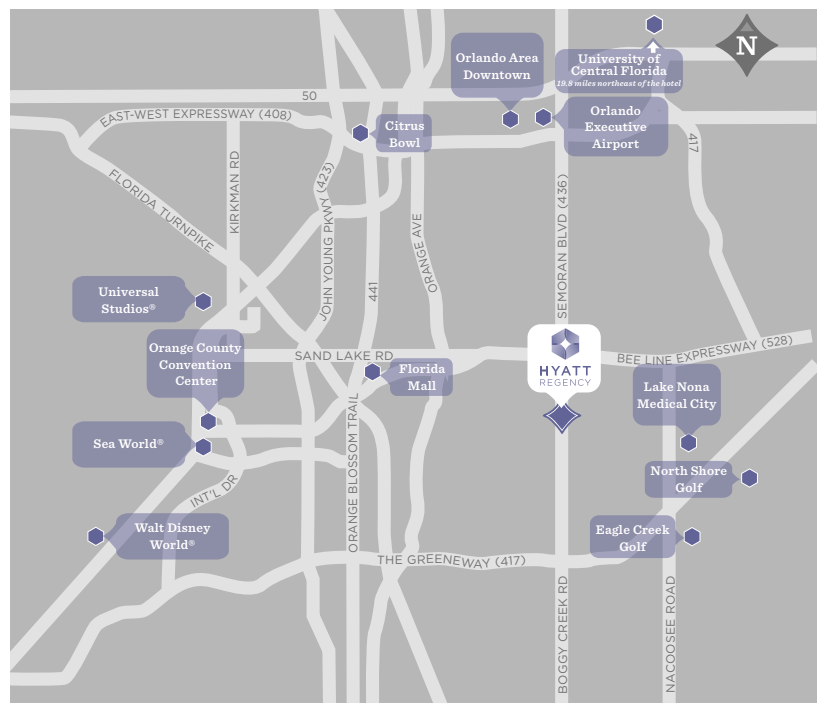 N
University of
Central Florida
19.8 miles northeast of the hotel
Orlando Area
Downtown
50
EAST-WEST EXPRESSWAY (408)
Orlando
Executive
Airport
Citrus
Bowl
417
FLORIDA TURNPIKE
KIRKMAN RD
JOHN YOUNG PKWY (423)
441
ORANGE AVE
SEMORAN BLVD (436)
Universal
Studios®
Orange County
Convention
Center
SAND LAKE RD
Florida
Mall
HYATT
REGENCY
BEE LINE EXPRESSWAY (528)
Lake Nona
Medical City
Sea World®
INT'L DR
ORANGE BLOSSOM TRAIL
North Shore
Golf
Walt Disney
World®
Eagle Creek
Golf
THE GREENEWAY (417)
BOGGY CREEK RD
NACOOSEE ROAD